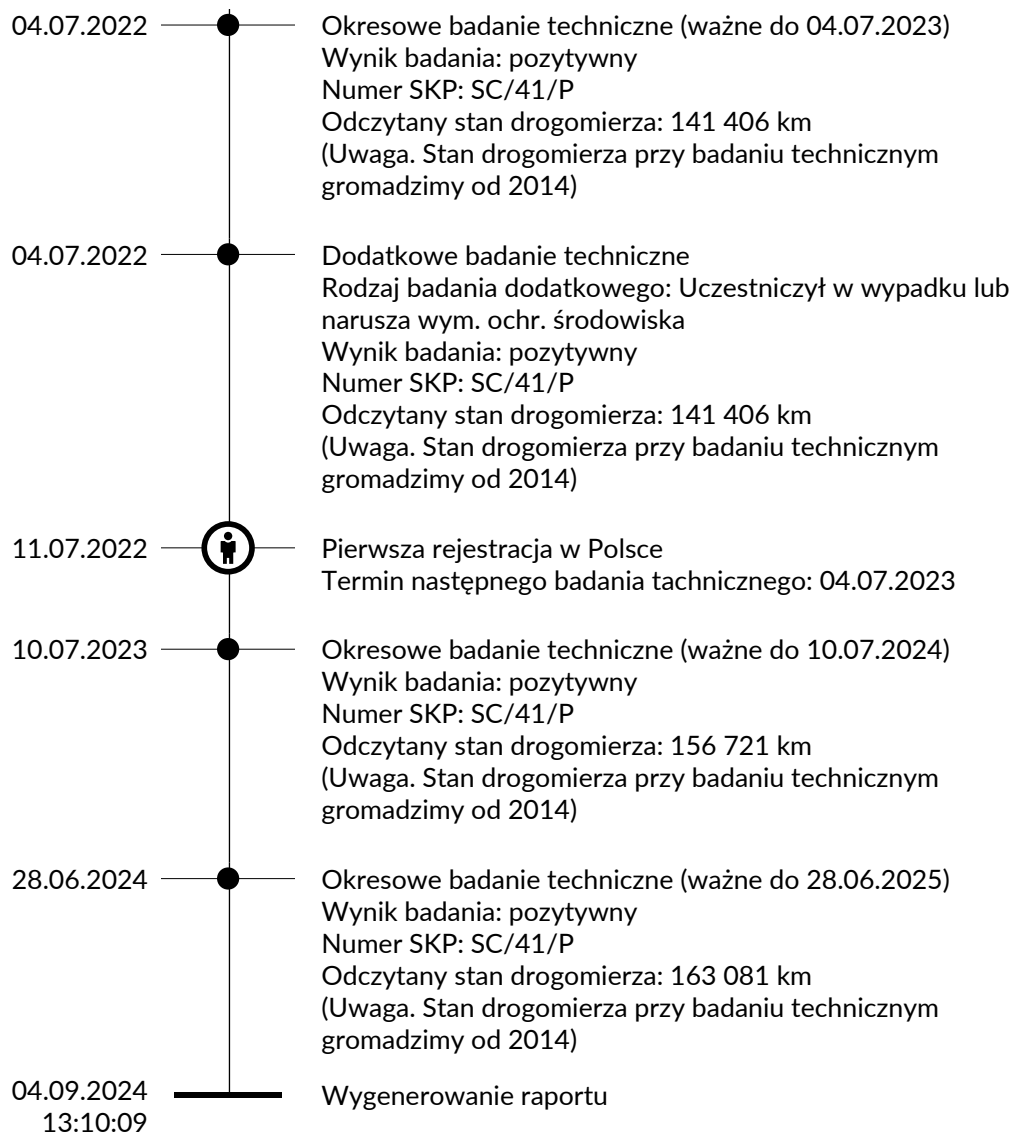 04.07.2022 Okresowe badanie techniczne (ważne do 04.07.2023)
Wynik badania: pozytywny
Numer SKP: SC/41/P
Odczytany stan drogomierza: 141 406 km
(Uwaga. Stan drogomierza przy badaniu technicznym
gromadzimy od 2014)
04.07.2022 Dodatkowe badanie techniczne
Rodzaj badania dodatkowego: Uczestniczył w wypadku lub
narusza wym. ochr. środowiska
Wynik badania: pozytywny
Numer SKP: SC/41/P
Odczytany stan drogomierza: 141 406 km
(Uwaga. Stan drogomierza przy badaniu technicznym
gromadzimy od 2014)
11.07.2022 Pierwsza rejestracja w Polsce
Termin następnego badania tachnicznego: 04.07.2023
10.07.2023 Okresowe badanie techniczne (ważne do 10.07.2024)
Wynik badania: pozytywny
Numer SKP: SC/41/P
Odczytany stan drogomierza: 156 721 km
(Uwaga. Stan drogomierza przy badaniu technicznym
gromadzimy od 2014)
28.06.2024 Okresowe badanie techniczne (ważne do 28.06.2025)
Wynik badania: pozytywny
Numer SKP: SC/41/P
Odczytany stan drogomierza: 163 081 km
(Uwaga. Stan drogomierza przy badaniu technicznym
gromadzimy od 2014)
04.09.2024 Wygenerowanie raportu
13:10:09